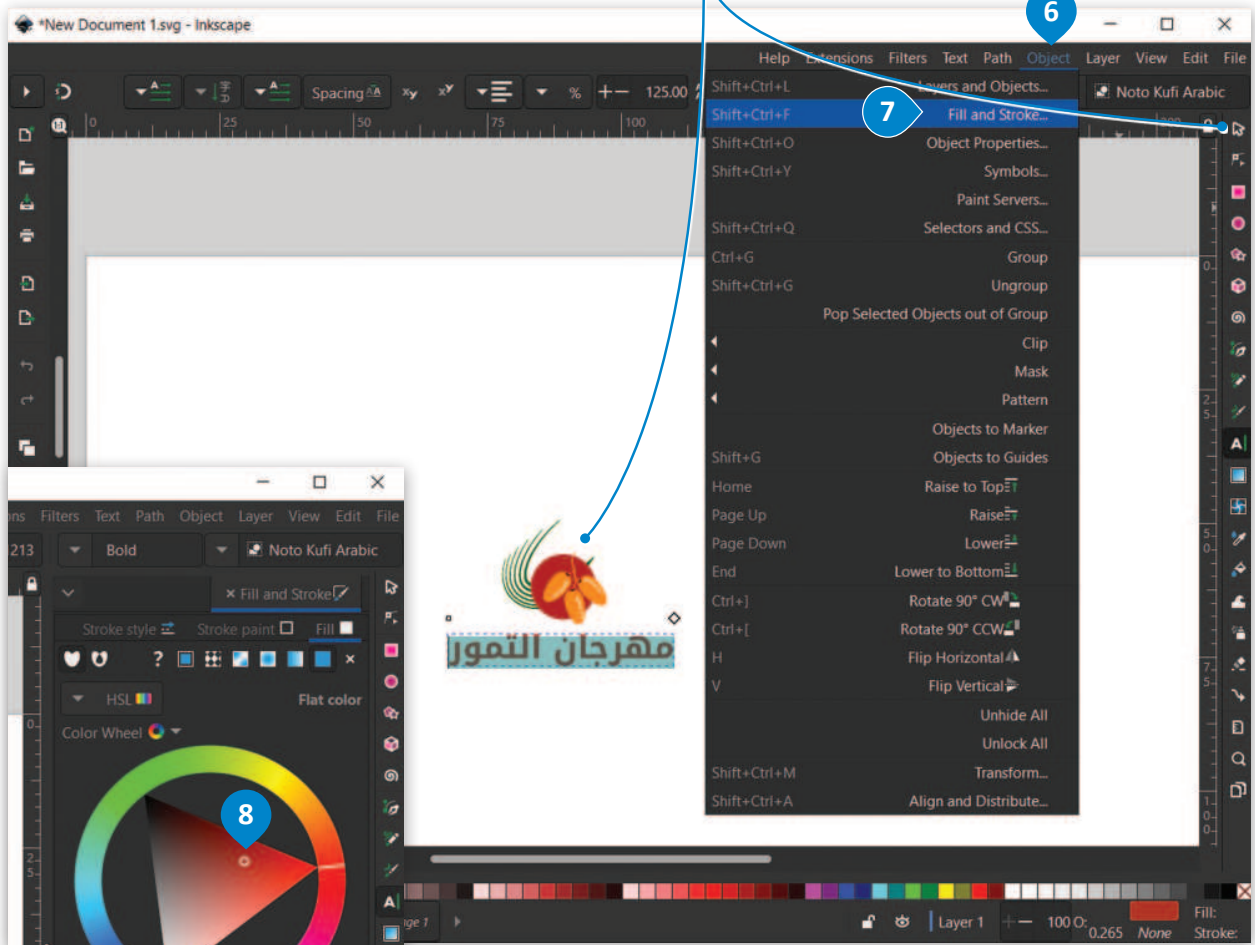 *New Document 1.svg - Inkscape
6
Help Extensions Filters Text Path Object Layer View Edit File
Spacing % 125.00 Noto Kufi Arabic
0 25 50 75 100 200
Shift+Ctrl+L Layers and Objects...
Shift+Ctrl+F 7 Fill and Stroke...
Shift+Ctrl+O Object Properties...
Shift+Ctrl+Y Symbols...
Paint Servers...
Shift+Ctrl+Q Selectors and CSS...
Ctrl+G Group
Shift+Ctrl+G Ungroup
Pop Selected Objects out of Group
Clip
Mask
Pattern
Objects to Marker
Shift+G Objects to Guides
Home Raise to Top
Page Up Raise
Page Down Lower
End Lower to Bottom
Ctrl+] Rotate 90° CW
Ctrl+[ Rotate 90° CCW
H Flip Horizontal
V Flip Vertical
Unhide All
Unlock All
Shift+Ctrl+M Transform...
Shift+Ctrl+A Align and Distribute...
مهرجان التمور
ons Filters Text Path Object Layer View Edit File
213 Bold Noto Kufi Arabic
× Fill and Stroke
Stroke style Stroke paint Fill
?
HSL Flat color
Color Wheel
8
Layer 1 100 O: 0.265 None Fill: Stroke: